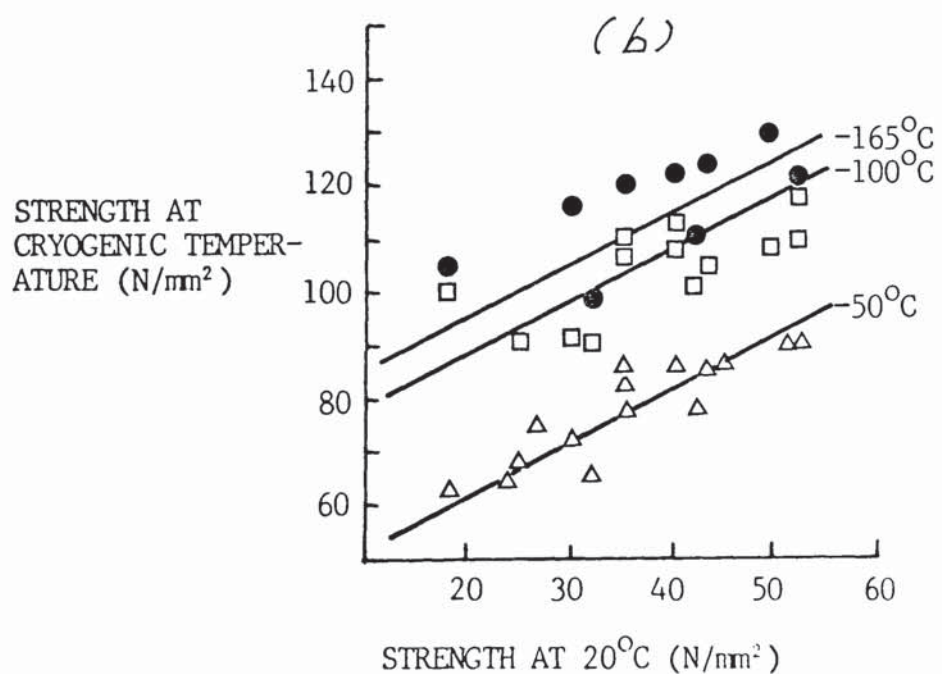 (b)
140
120
100
80
60
-165°C
-100°C
-50°C
STRENGTH AT
CRYOGENIC TEMPER-
ATURE (N/mm²)
20 30 40 50 60
STRENGTH AT 20°C (N/mm²)